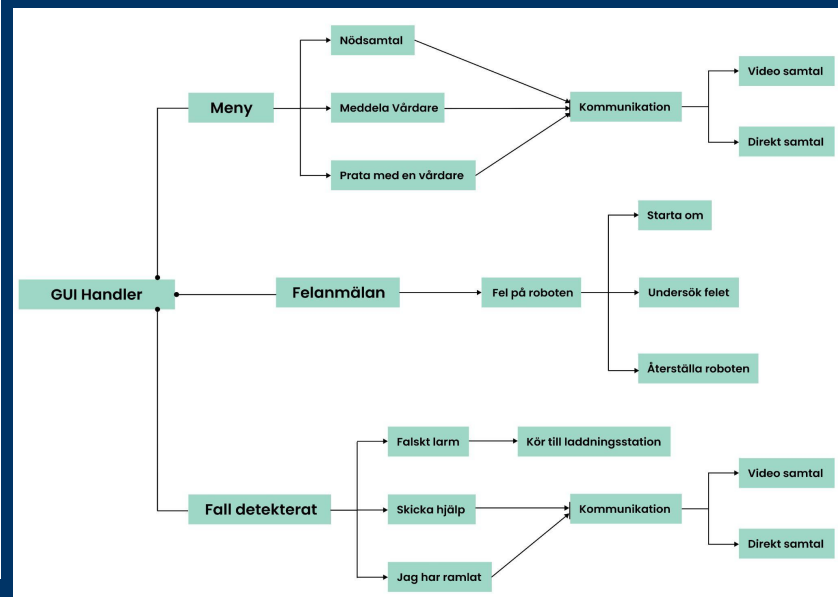 Nödsamtal
Video samtal
Meny
Meddela Vårdare
Kommunikation
Direkt samtal
Prata med en vårdare
Starta om
GUI Handler
Felanmälan
Fel på roboten
Undersök felet
Återställa roboten
Falskt larm
Kör till laddningsstation
Video samtal
Fall detekterat
Skicka hjälp
Kommunikation
Direkt samtal
Jag har ramlat